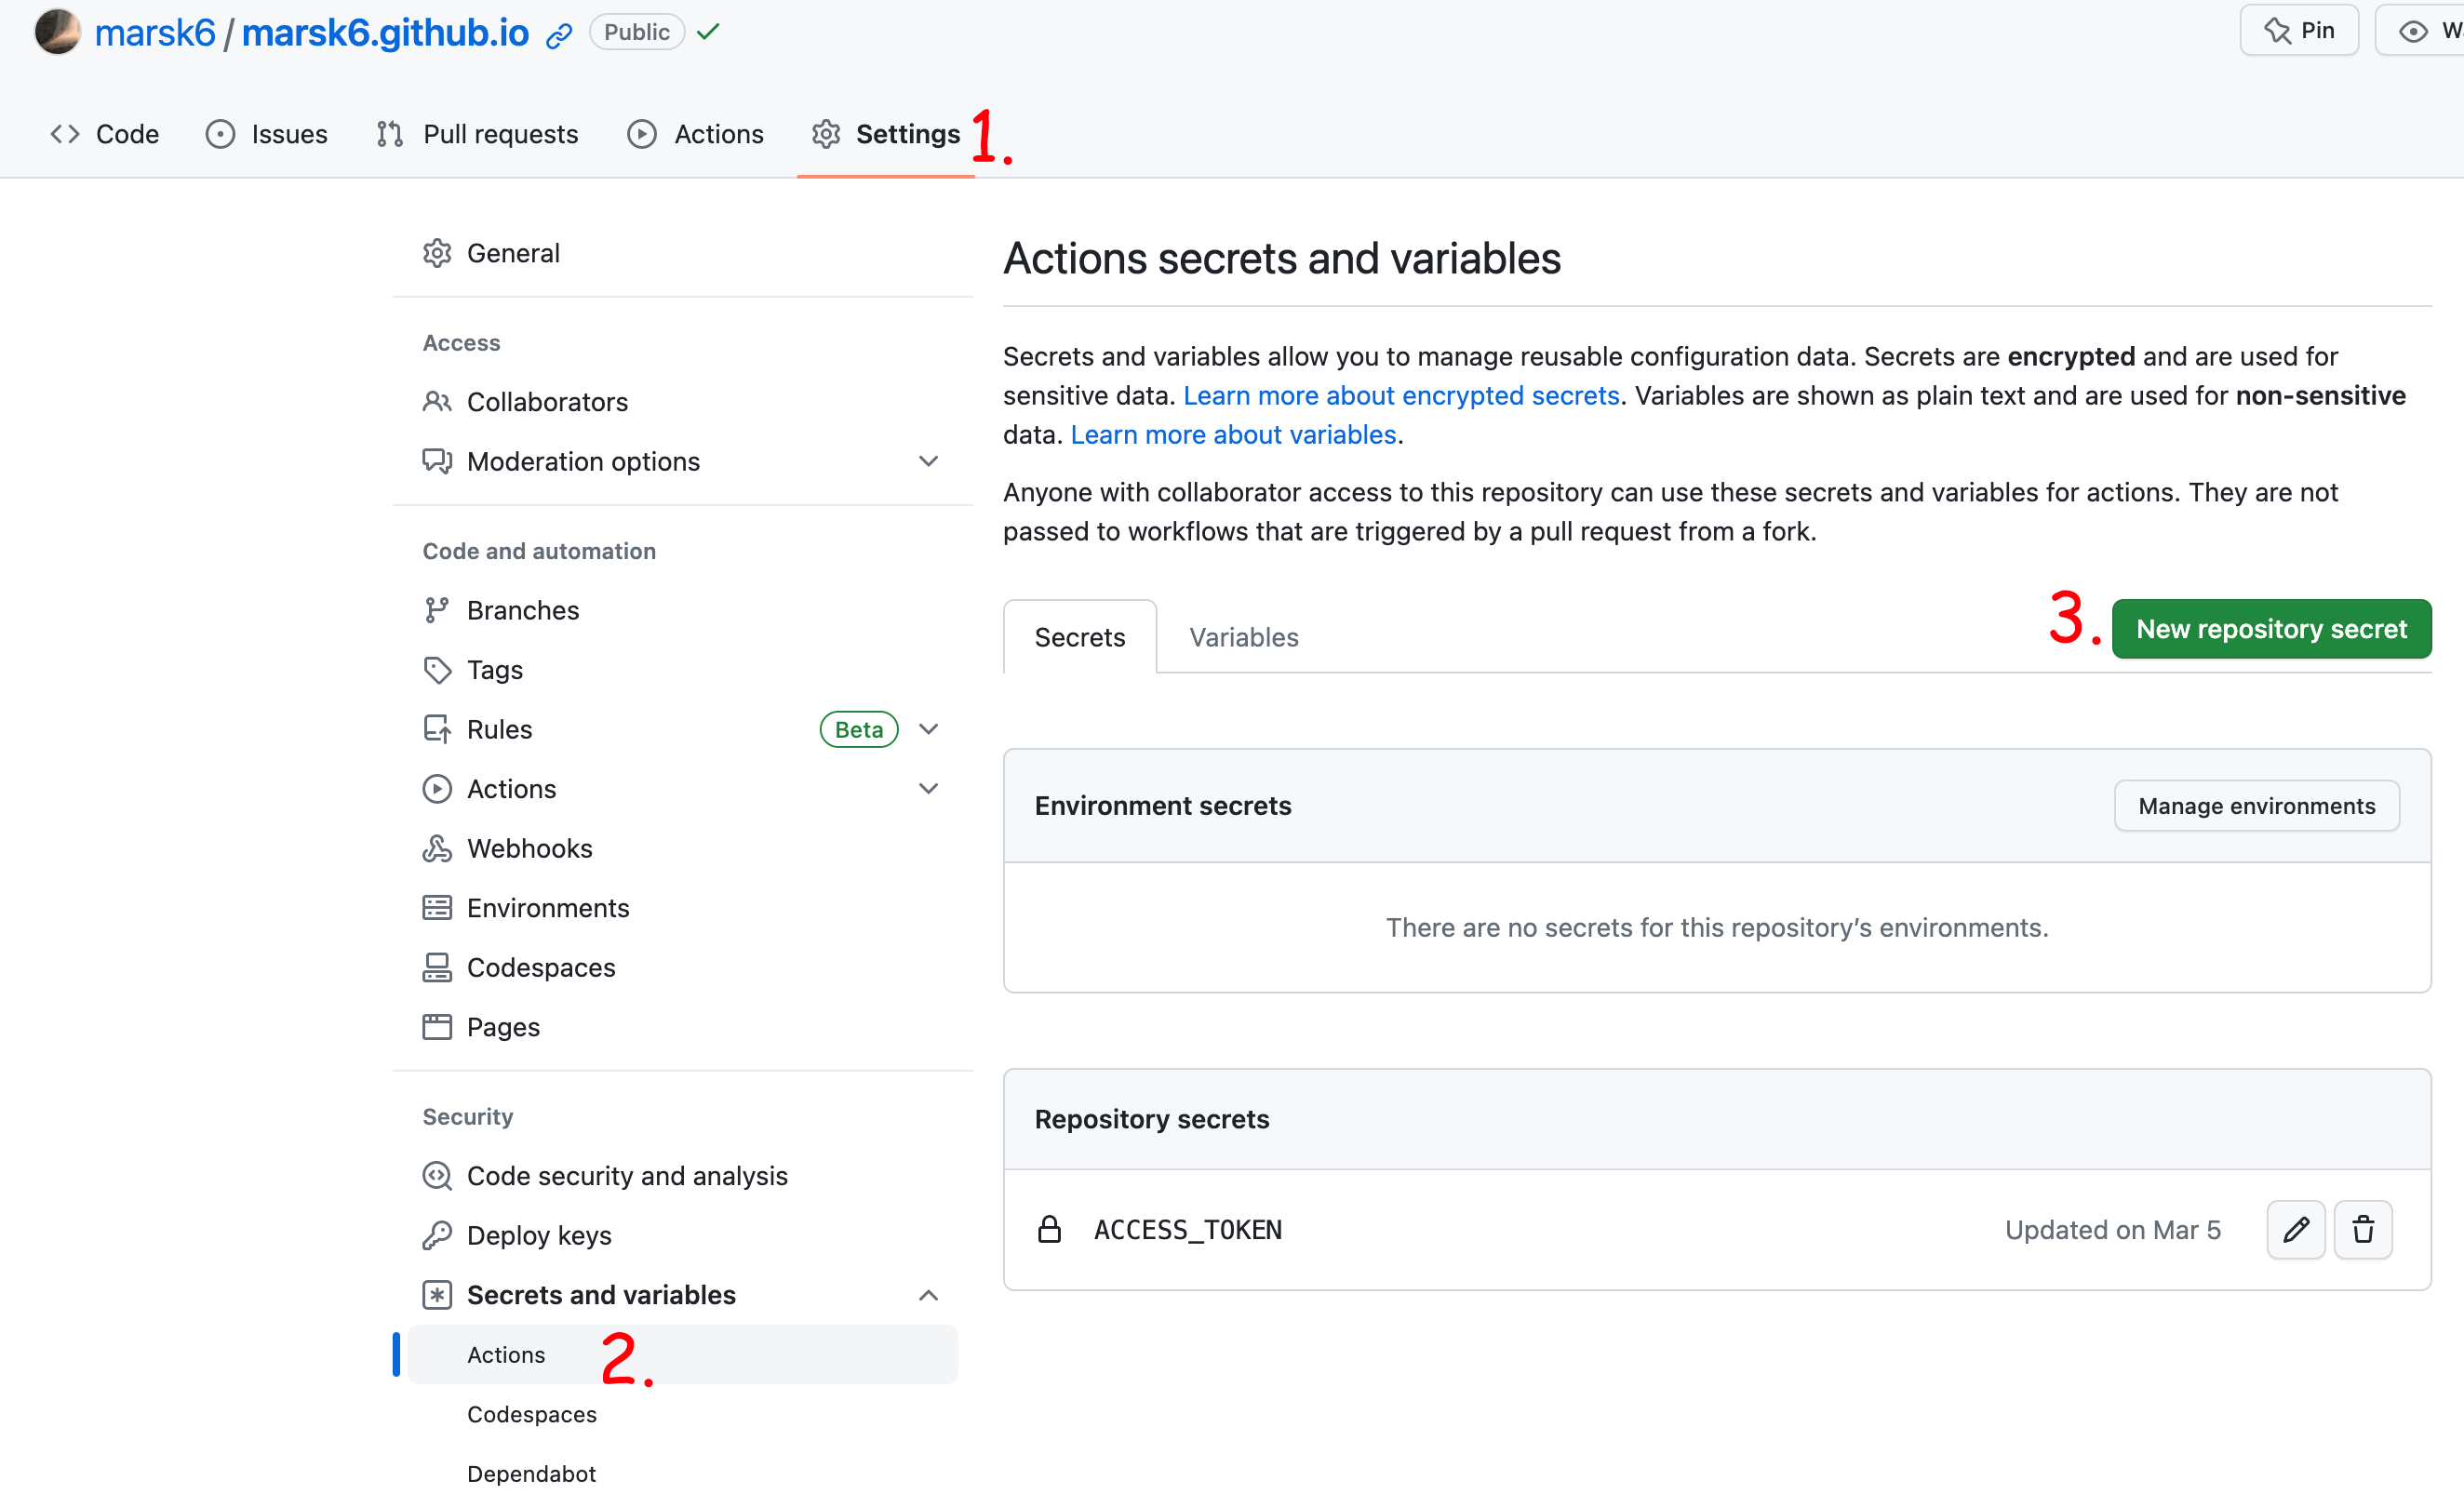 marsk6 / marsk6.github.io Public
Pin
Code Issues Pull requests Actions Settings 1.
General
Access
Collaborators
Moderation options
Code and automation
Branches
Tags
Rules Beta
Actions
Webhooks
Environments
Codespaces
Pages
Security
Code security and analysis
Deploy keys
Secrets and variables
Actions 2.
Codespaces
Dependabot
Actions secrets and variables
Secrets and variables allow you to manage reusable configuration data. Secrets are encrypted and are used for
sensitive data. Learn more about encrypted secrets. Variables are shown as plain text and are used for non-sensitive
data. Learn more about variables.
Anyone with collaborator access to this repository can use these secrets and variables for actions. They are not
passed to workflows that are triggered by a pull request from a fork.
Secrets Variables
3. New repository secret
Environment secrets
Manage environments
There are no secrets for this repository’s environments.
Repository secrets
ACCESS_TOKEN Updated on Mar 5